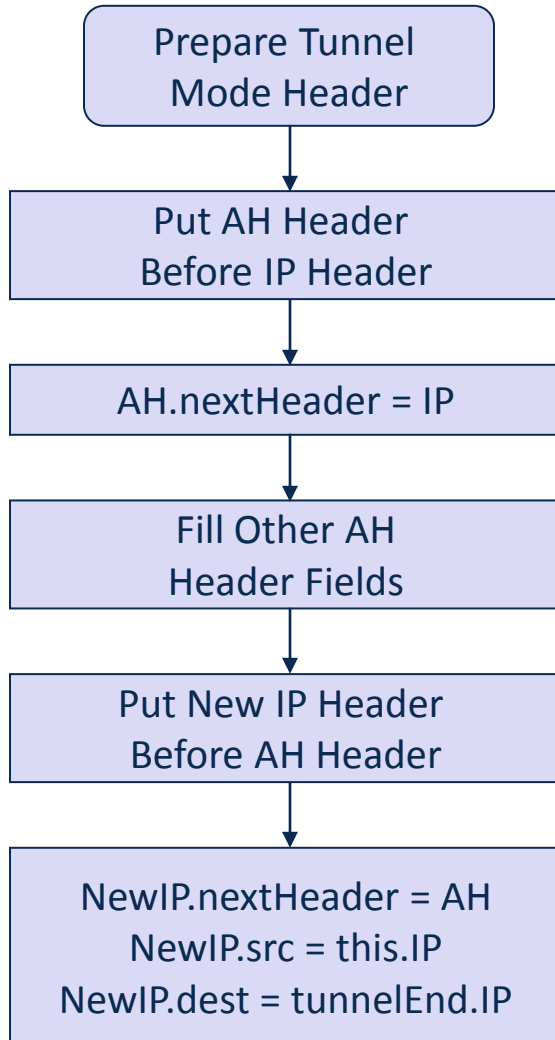 Prepare Tunnel
Mode Header
Put AH Header
Before IP Header
AH.nextHeader = IP
Fill Other AH
Header Fields
Put New IP Header
Before AH Header
NewIP.nextHeader = AH
NewIP.src = this.IP
NewIP.dest = tunnelEnd.IP